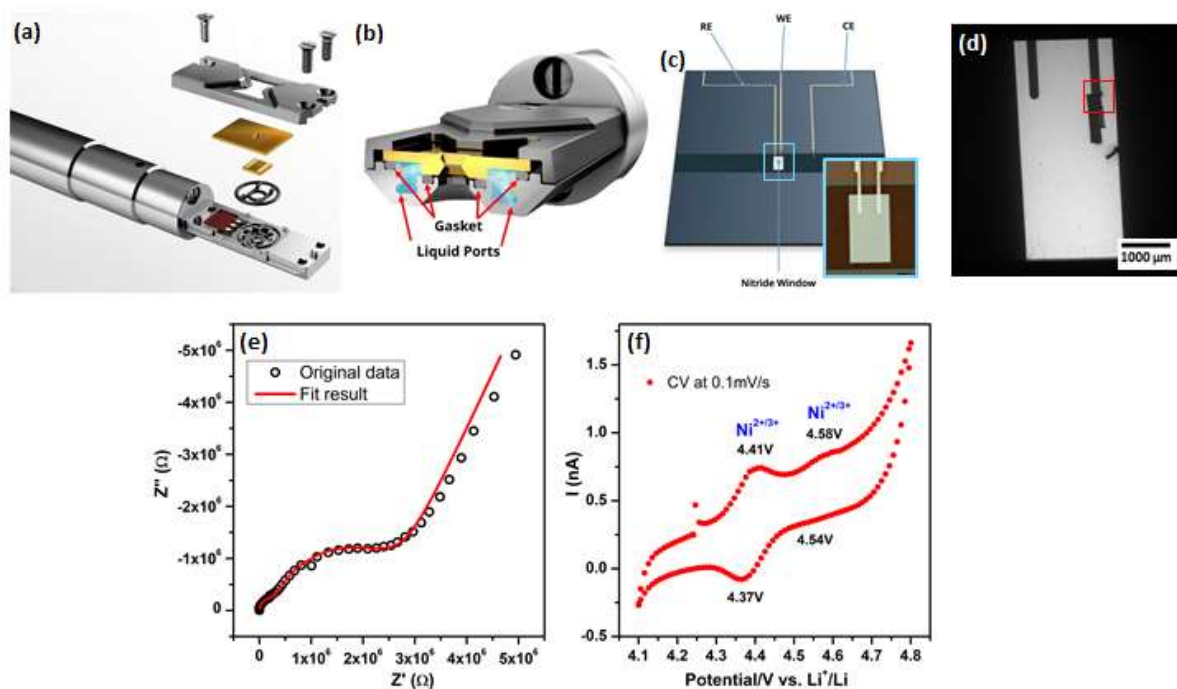 (a)
(b)
Gasket
Liquid Ports
(c)
RE
WE
CE
Nitride Window
(d)
1000 µm
(e)
Original data
Fit result
Z'' (Ω)
-5x10⁶
-4x10⁶
-3x10⁶
-2x10⁶
-1x10⁶
0
0 1x10⁶ 2x10⁶ 3x10⁶ 4x10⁶ 5x10⁶
Z' (Ω)
(f)
CV at 0.1mV/s
Ni²⁺/³⁺
4.41V
Ni²⁺/³⁺
4.58V
4.54V
4.37V
I (nA)
1.5
1.0
0.5
0.0
-0.5
4.1 4.2 4.3 4.4 4.5 4.6 4.7 4.8
Potential/V vs. Li⁺/Li